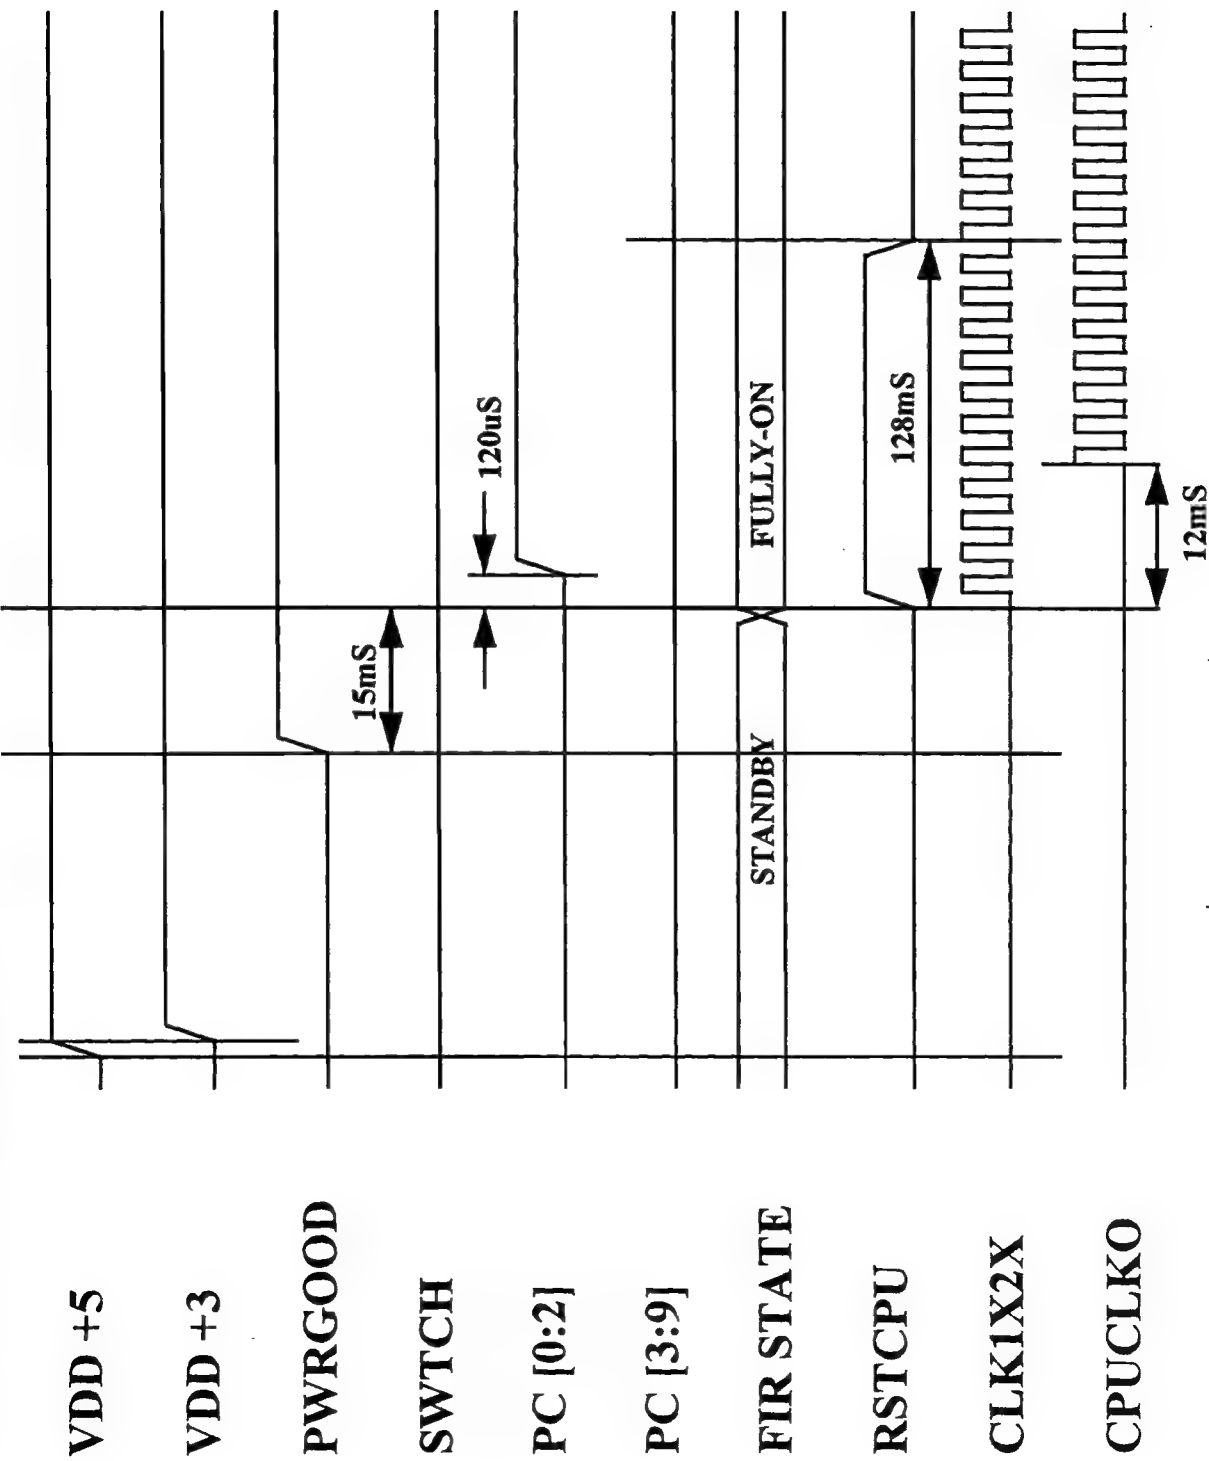 VDD +5
VDD +3
PWRGOOD
15mS
SWTCH
120uS
PC [0:2]
PC [3:9]
FIR STATE
STANDBY
FULLY-ON
RSTCPU
128mS
CLK1X2X
CPUCLKO
12mS